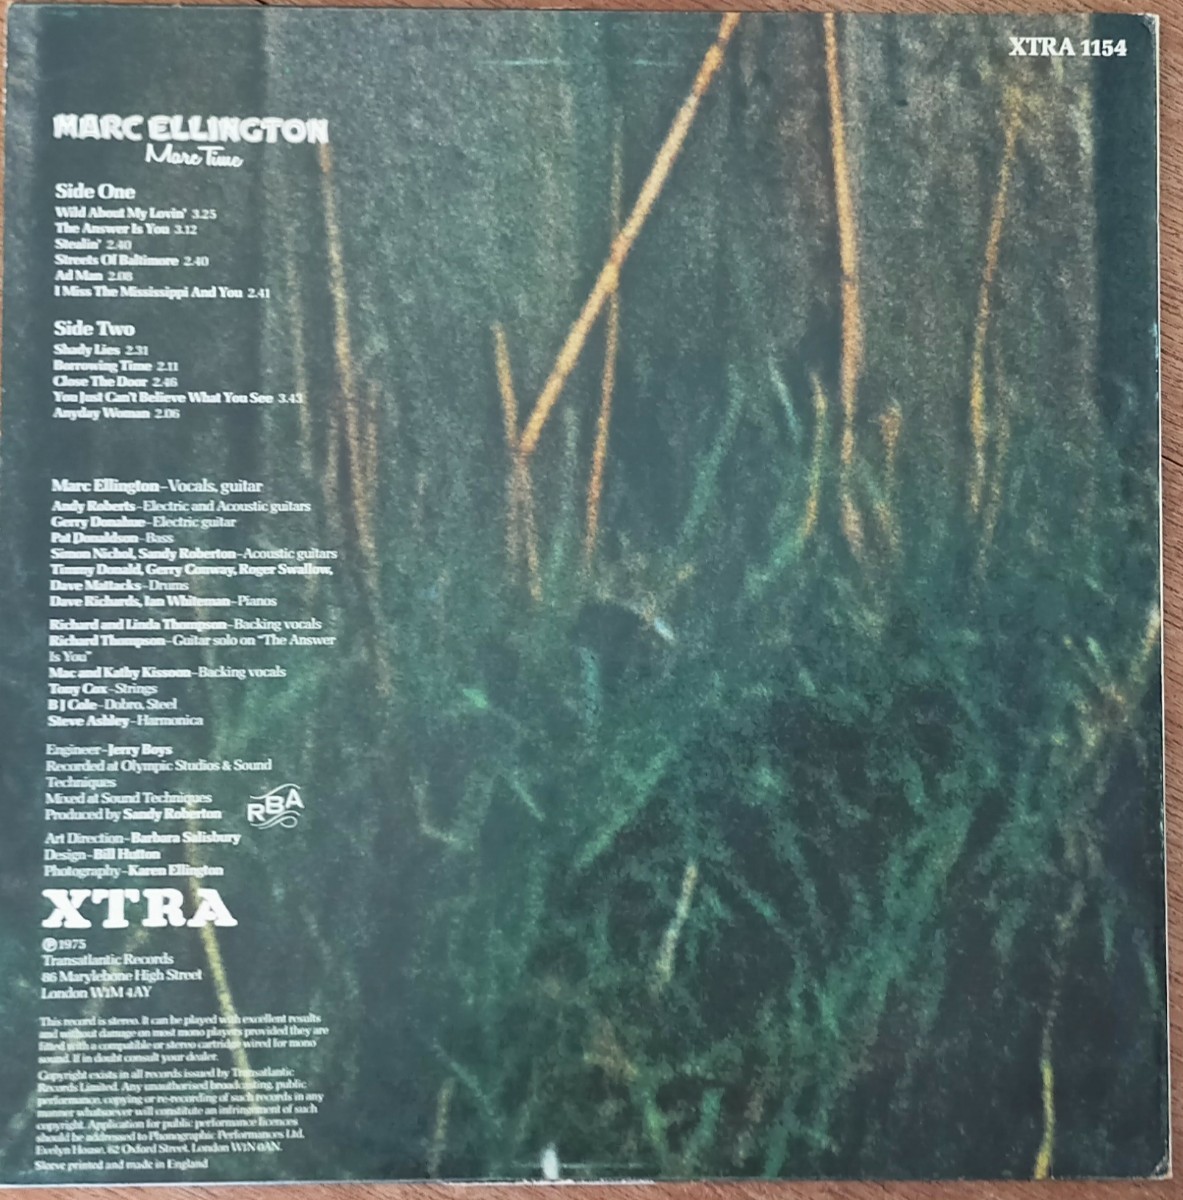 XTRA 1154
MARC ELLINGTON
Marc Time
Side One
Wild About My Lovin' 3.25
The Answer Is You 3.12
Stealin' 2.40
Streets Of Baltimore 2.40
Ad Man 2.08
I Miss The Mississippi And You 2.41
Side Two
Shady Lies 2.31
Borrowing Time 2.11
Close The Door 2.46
You Just Can't Believe What You See 3.43
Anyday Woman 2.06
Marc Ellington–Vocals, guitar
Andy Roberts–Electric and Acoustic guitars
Gerry Donahue–Electric guitar
Pat Donaldson–Bass
Simon Nichol, Sandy Roberton–Acoustic guitars
Timmy Donald, Gerry Conway, Roger Swallow,
Dave Mattacks–Drums
Dave Richards, Ian Whiteman–Pianos
Richard and Linda Thompson–Backing vocals
Richard Thompson–Guitar solo on "The Answer
Is You"
Mac and Kathy Kissoon–Backing vocals
Tony Cox–Strings
B J Cole–Dobro, Steel
Steve Ashley–Harmonica
Engineer–Jerry Boys
Recorded at Olympic Studios & Sound
Techniques
Mixed at Sound Techniques
Produced by Sandy Roberton
RBA
Art Direction–Barbara Salisbury
Design–Bill Hutton
Photography–Karen Ellington
XTRA
℗1975
Transatlantic Records
86 Marylebone High Street
London W1M 4AY
This record is stereo. It can be played with excellent results
and without damage on most mono players provided they are
fitted with a compatible or stereo cartridge wired for mono
sound. If in doubt consult your dealer.
Copyright exists in all records issued by Transatlantic
Records Limited. Any unauthorised broadcasting, public
performance, copying or re-recording of such records in any
manner whatsoever will constitute an infringement of such
copyright. Application for public performance licences
should be addressed to Phonographic Performances Ltd.
Evelyn House, 62 Oxford Street, London W1N 0AN.
Sleeve printed and made in England